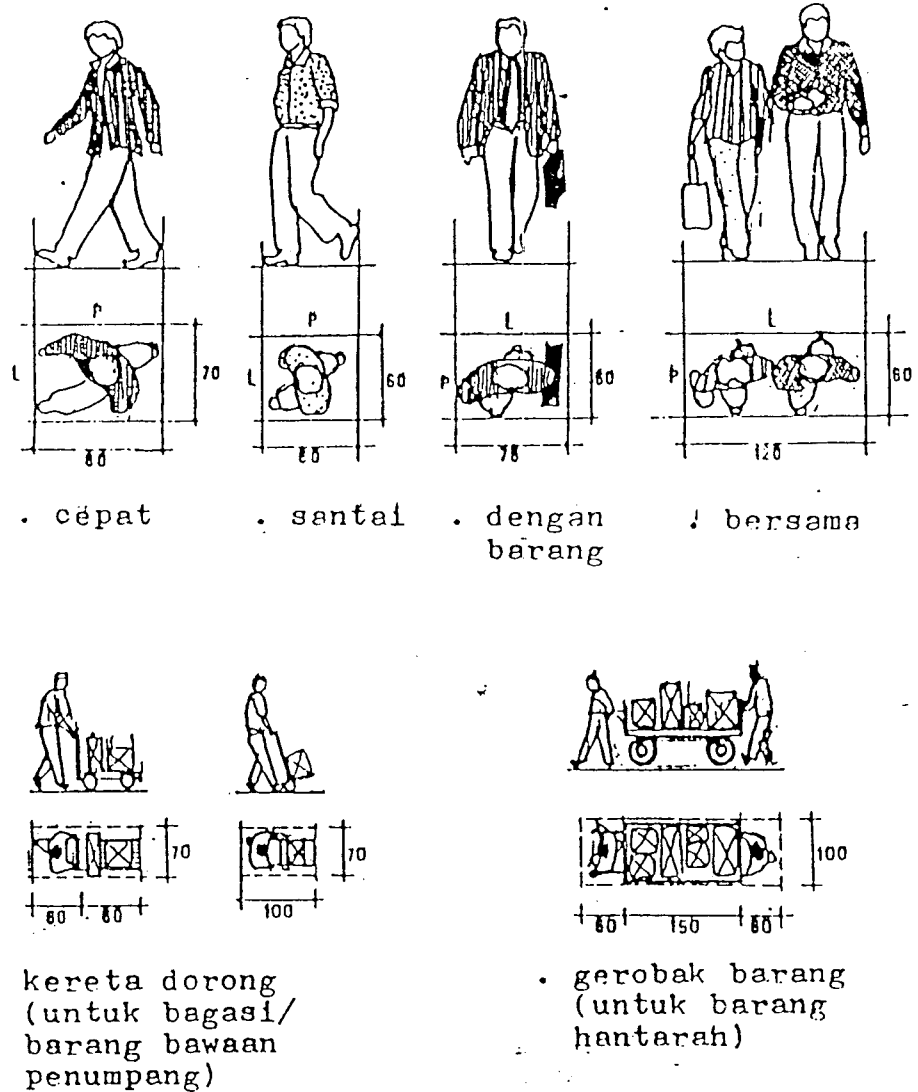 P
P
L
L
L
L
P
P
70
60
60
60
80
60
120
. cepat
. santai
. dengan
barang
. bersama
70
70
100
60
60
100
60
150
60
kereta dorong
(untuk bagasi/
barang bawaan
penumpang)
. gerobak barang
(untuk barang
hantarah)